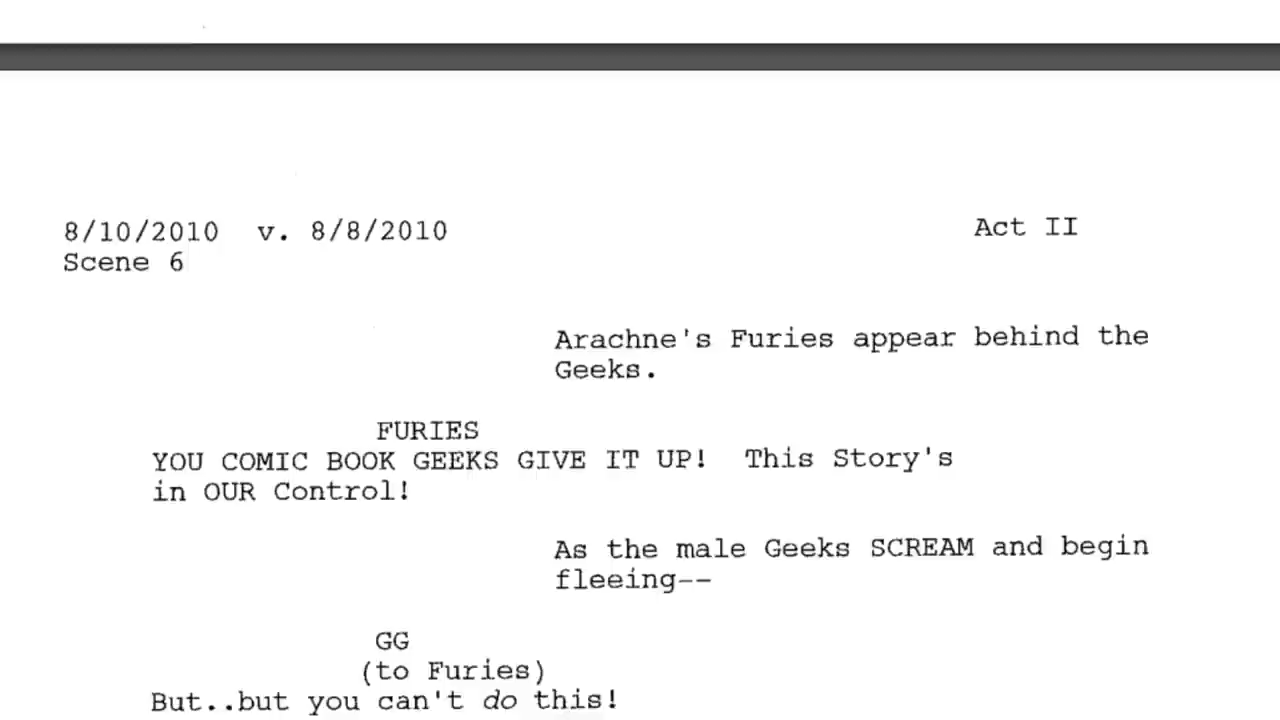 8/10/2010 v. 8/8/2010 Act II
Scene 6
Arachne's Furies appear behind the
Geeks.
FURIES
YOU COMIC BOOK GEEKS GIVE IT UP! This Story's
in OUR Control!
As the male Geeks SCREAM and begin
fleeing--
GG
(to Furies)
But..but you can't do this!